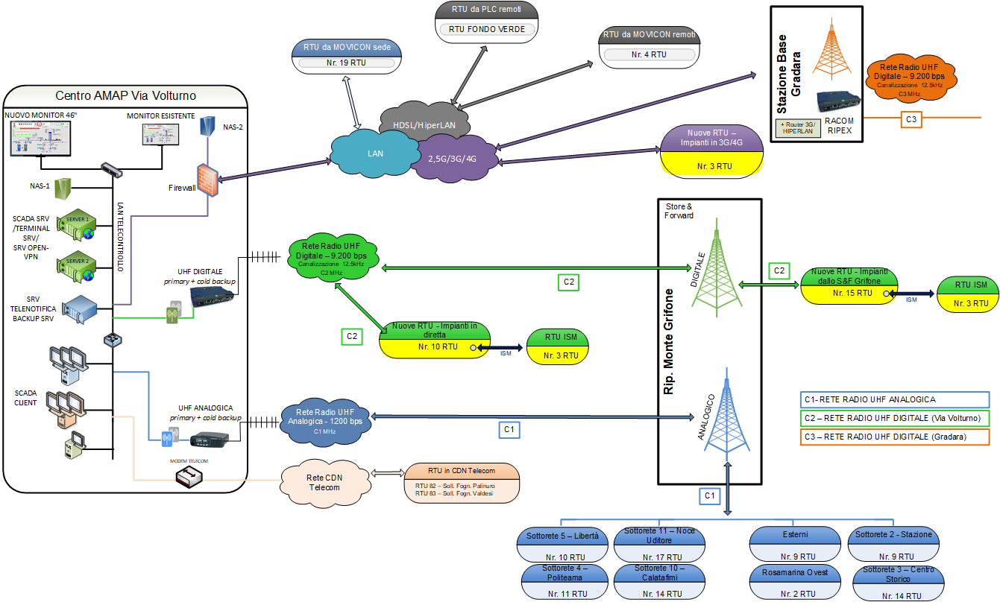 RTU da PLC remoti
RTU FONDO VERDE
RTU da MOVICON sede
Nr. 19 RTU
RTU da MOVICON remoti
Nr. 4 RTU
Stazione Base
Gradara
+ Router 3G/
HIPERLAN
RACOM
RIPEX
Rete Radio UHF
Digitale – 9.200 bps
Canalizzazione 12.5kHz
C3 MHz
C3
Centro AMAP Via Volturno
NUOVO MONITOR 46"
MONITOR ESISTENTE
NAS-2
NAS-1
Firewall
LAN TELECONTROLLO
SCADA SRV
/TERMINAL
SRV/
SRV OPEN-
VPN
SERVER 1
SERVER 2
SRV
TELENOTIFICA
BACKUP SRV
SCADA
CLIENT
UHF DIGITALE
primary + cold backup
UHF ANALOGICA
primary + cold backup
MODEM TELECOM
HDSL/HiperLAN
LAN
2,5G/3G/4G
Nuove RTU –
Impianti in 3G/4G
Nr. 3 RTU
Rete Radio UHF
Digitale – 9.200 bps
Canalizzazione 12.5kHz
C2 MHz
C2
C2
Nuove RTU - Impianti in
diretta
Nr. 10 RTU
ISM
RTU ISM
Nr. 3 RTU
Store &
Forward
Rip. Monte Grifone
DIGITALE
ANALOGICO
C2
Nuove RTU - Impianti
dallo S&F Grifone
Nr. 15 RTU
ISM
RTU ISM
Nr. 3 RTU
Rete Radio UHF
Analogica - 1200 bps
C1 MHz
C1
Rete CDN
Telecom
RTU in CDN Telecom
RTU 82 – Soll. Fogn. Palinuro
RTU 83 – Soll. Fogn. Valdesi
C1- RETE RADIO UHF ANALOGICA
C2 – RETE RADIO UHF DIGITALE (Via Volturno)
C3 – RETE RADIO UHF DIGITALE (Gradara)
C1
Sottorete 5 – Libertà
Nr. 10 RTU
Sottorete 11 – Noce
Uditore
Nr. 17 RTU
Esterni
Nr. 9 RTU
Sottorete 2 - Stazione
Nr. 9 RTU
Sottorete 4 –
Politeama
Nr. 11 RTU
Sottorete 10 –
Calatafimi
Nr. 14 RTU
Rosamarina Ovest
Nr. 2 RTU
Sottorete 3 – Centro
Storico
Nr. 14 RTU